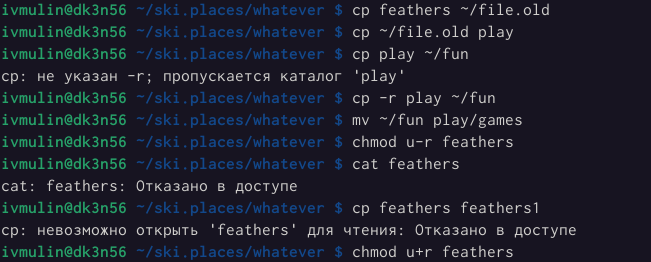 ivmulin@dk3n56 ~/ski.places/whatever $ cp feathers ~/file.old
ivmulin@dk3n56 ~/ski.places/whatever $ cp ~/file.old play
ivmulin@dk3n56 ~/ski.places/whatever $ cp play ~/fun
cp: не указан -r; пропускается каталог 'play'
ivmulin@dk3n56 ~/ski.places/whatever $ cp -r play ~/fun
ivmulin@dk3n56 ~/ski.places/whatever $ mv ~/fun play/games
ivmulin@dk3n56 ~/ski.places/whatever $ chmod u-r feathers
ivmulin@dk3n56 ~/ski.places/whatever $ cat feathers
cat: feathers: Отказано в доступе
ivmulin@dk3n56 ~/ski.places/whatever $ cp feathers feathers1
cp: невозможно открыть 'feathers' для чтения: Отказано в доступе
ivmulin@dk3n56 ~/ski.places/whatever $ chmod u+r feathers